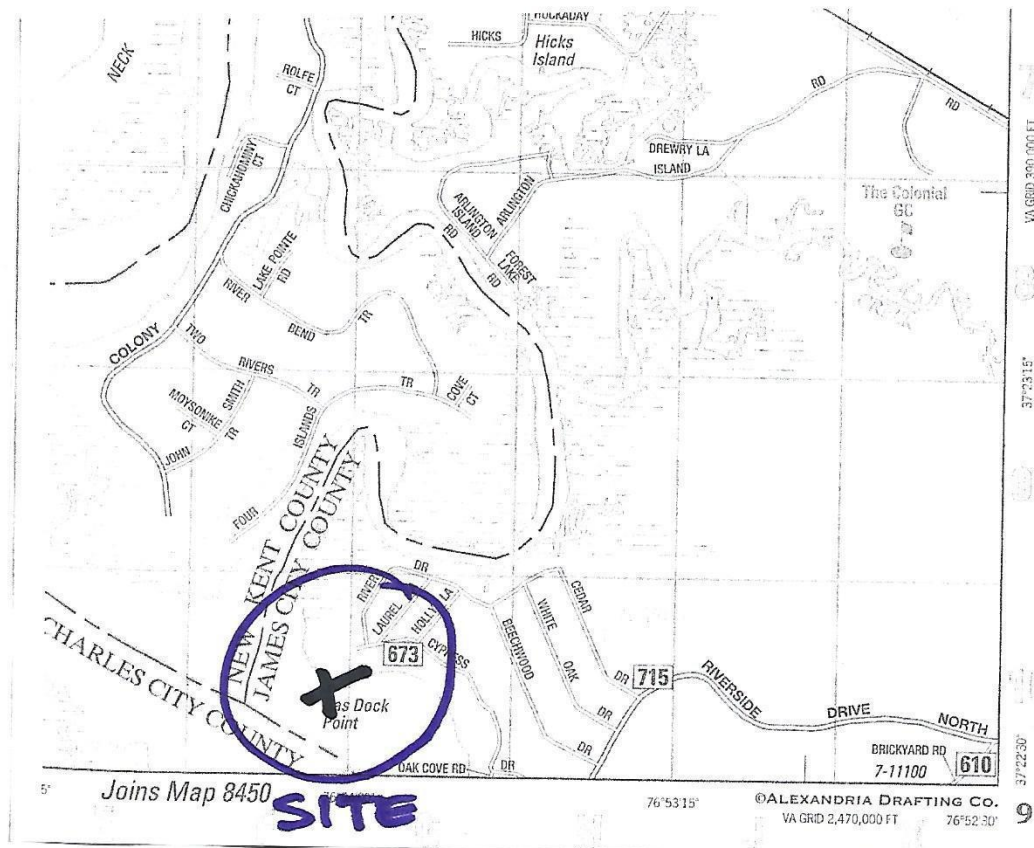 HICKS
Hicks
Island
NECK
ROLFE
CT
RD
RD
CHICKAHOMINY
CT
DREWRY LA
ISLAND
The Colonial
GC
VA GRID 390,000 FT
ARLINGTON
ISLAND
RD
ARLINGTON
FOREST
LAKE
RD
LAKE POINTE
RD
RIVER
BEND
TR
COLONY
TWO
RIVERS
TR
TR
COVE
CT
37°23'15"
MOYSONIKE
CT
SMITH
TR
JOHN
ISLANDS
FOUR
NEW KENT COUNTY
JAMES CITY COUNTY
CHARLES CITY COUNTY
RIVER
DR
LAUREL
HOLLY
LA
673
CYPRESS
BEECHWOOD
DR
WHITE
OAK
DR
CEDAR
DR
715
RIVERSIDE
DRIVE
NORTH
Dock
Point
BRICKYARD RD
7-11100
610
37°22'30"
OAK COVE RD
DR
5"
Joins Map 8450
SITE
76°53'15"
©ALEXANDRIA DRAFTING CO.
VA GRID 2,470,000 FT
76°52'30"
9